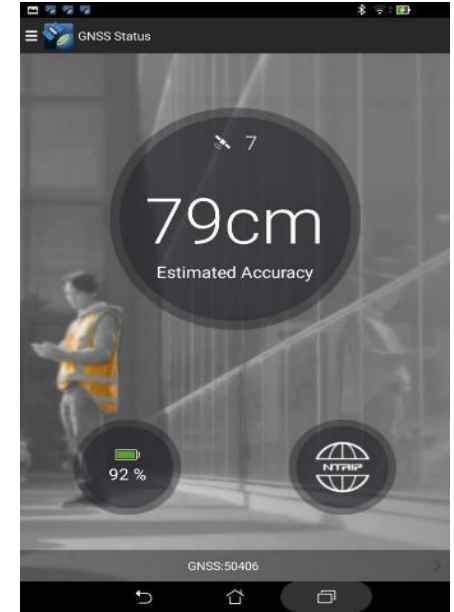 GNSS Status
7
79cm
Estimated Accuracy
92 %
NTRIP
GNSS:50406